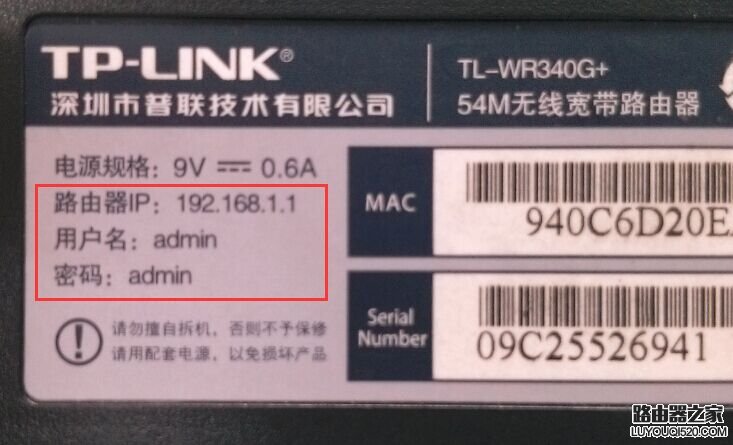 TP-LINK®
深圳市普联技术有限公司
TL-WR340G+
54M无线宽带路由器
电源规格：9V 0.6A
路由器IP：192.168.1.1
用户名：admin
密码：admin
请勿擅自拆机，否则不予保修
请用配套电源，以免损坏产品
MAC
940C6D20E
Serial Number
09C25526941
路由器之家
LUYOUQI520.COM